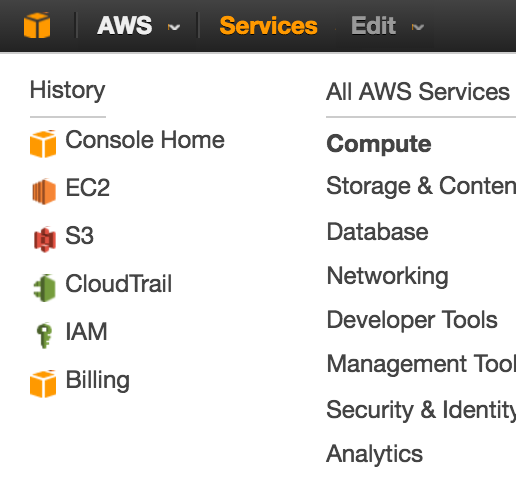 AWS Services Edit
History
Console Home
EC2
S3
CloudTrail
IAM
Billing
All AWS Services
Compute
Storage & Conten
Database
Networking
Developer Tools
Management Tool
Security & Identity
Analytics